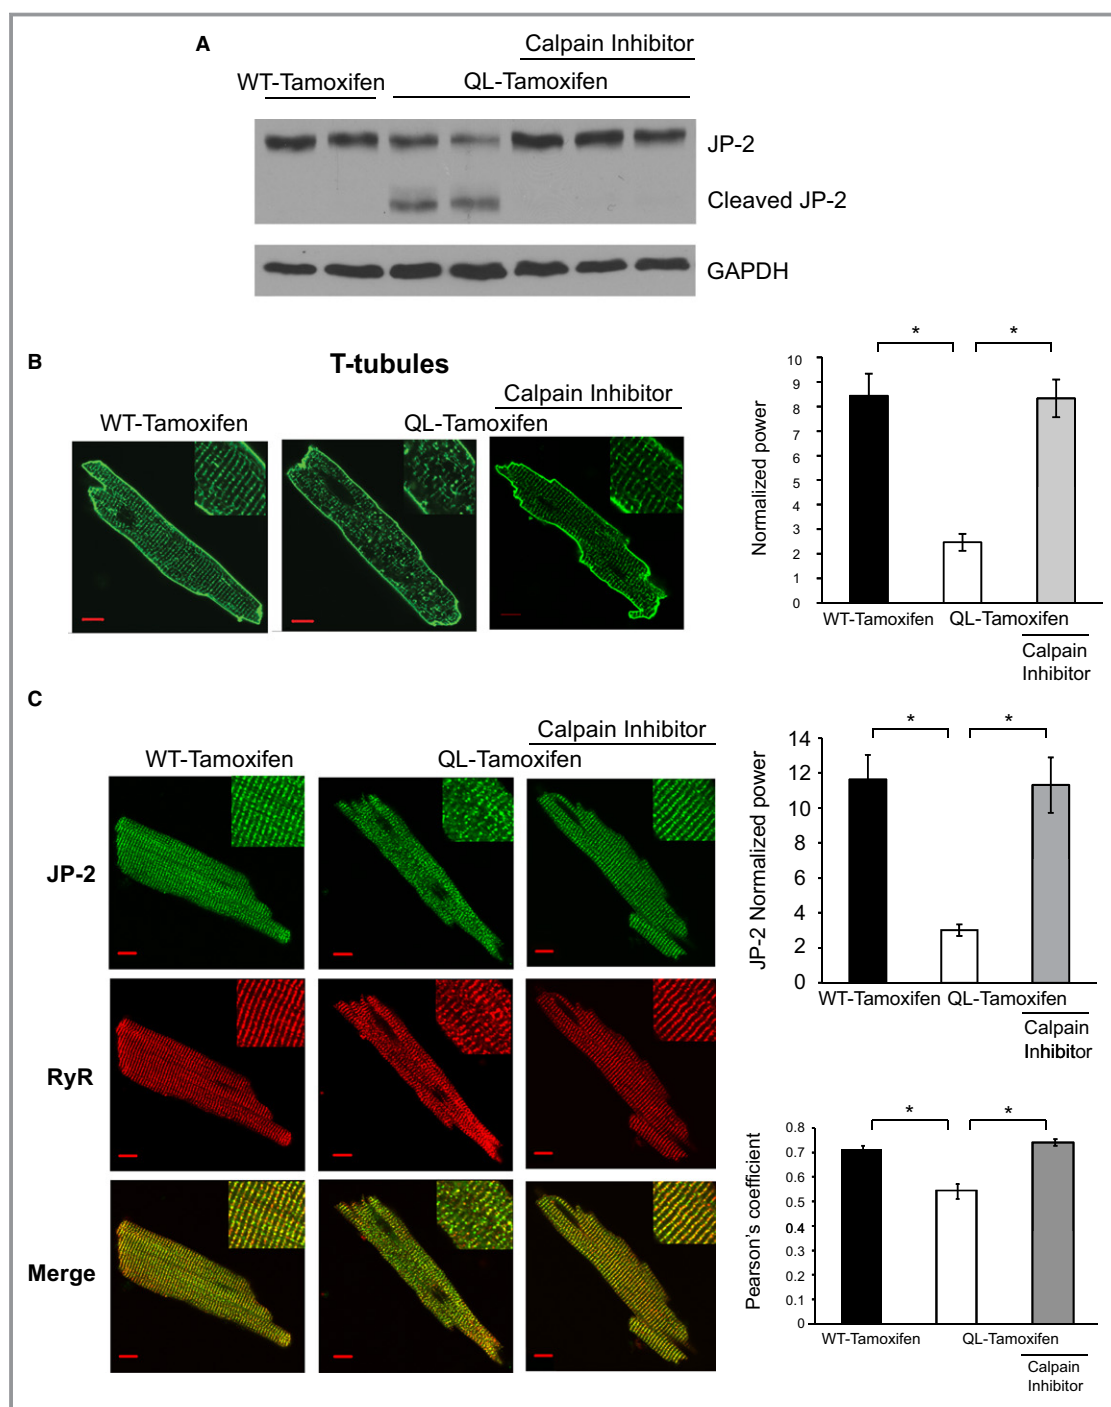 A
Calpain Inhibitor
WT-Tamoxifen
QL-Tamoxifen
JP-2
Cleaved JP-2
GAPDH
B
T-tubules
Calpain Inhibitor
WT-Tamoxifen
QL-Tamoxifen
*
*
Normalized power
10
9
8
7
6
5
4
3
2
1
0
WT-Tamoxifen
QL-Tamoxifen
Calpain
Inhibitor
C
Calpain Inhibitor
WT-Tamoxifen
QL-Tamoxifen
JP-2
RyR
Merge
*
*
JP-2 Normalized power
14
12
10
8
6
4
2
0
WT-Tamoxifen
QL-Tamoxifen
Calpain
Inhibitor
*
*
Pearson's coefficient
0.8
0.7
0.6
0.5
0.4
0.3
0.2
0.1
0
WT-Tamoxifen
QL-Tamoxifen
Calpain
Inhibitor